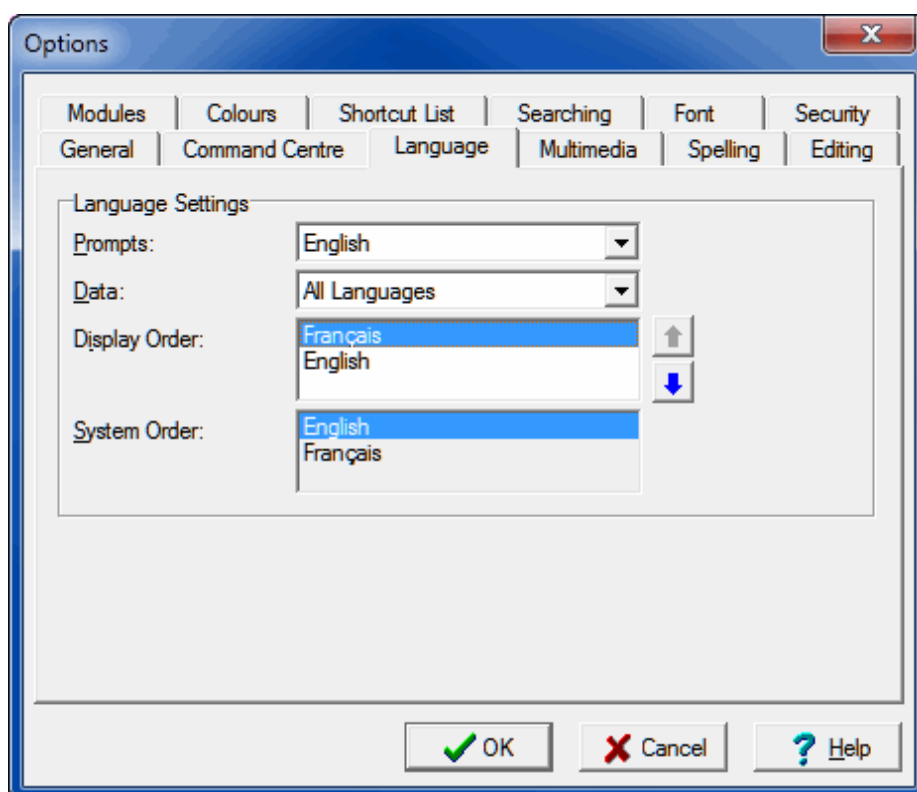 Options
Modules Colours Shortcut List Searching Font Security
General Command Centre Language Multimedia Spelling Editing
Language Settings
Prompts: English
Data: All Languages
Display Order: Français
English
System Order: English
Français
OK Cancel Help